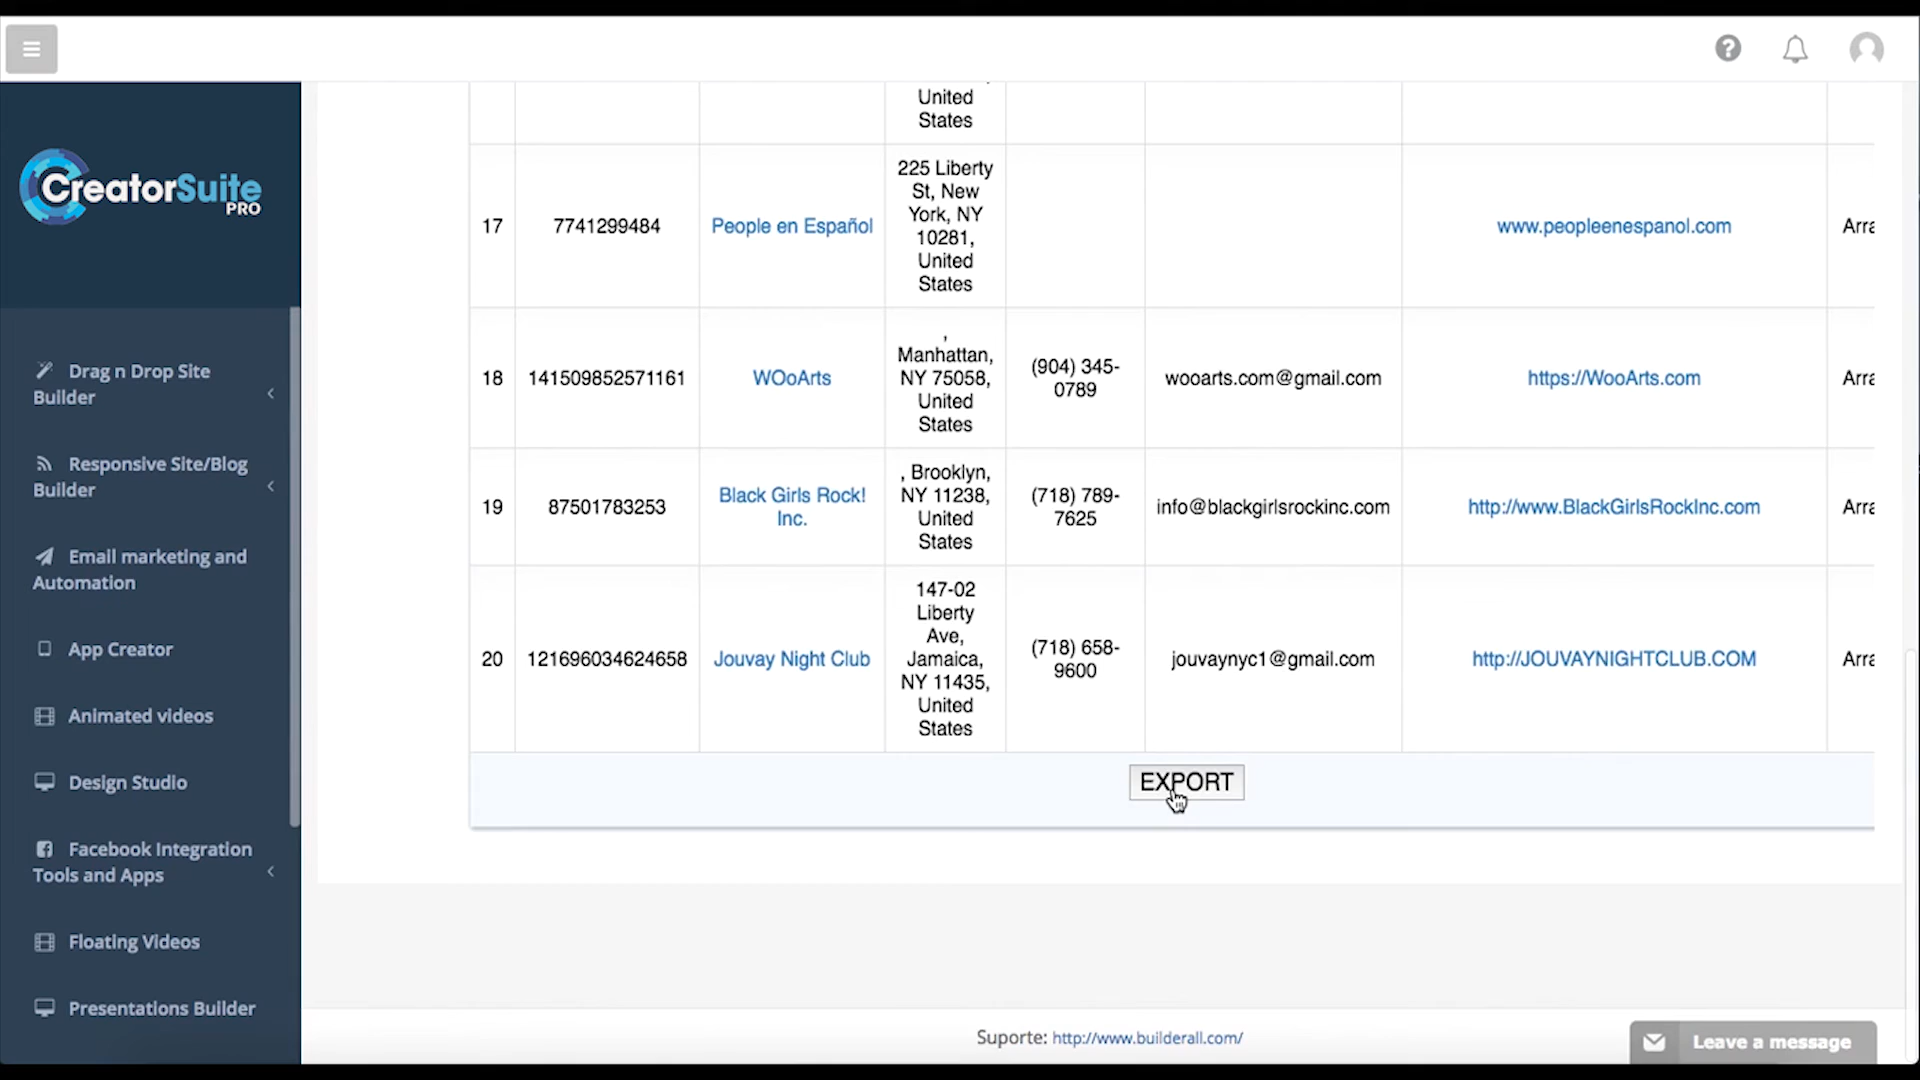 CreatorSuite
PRO
Drag n Drop Site
Builder
Responsive Site/Blog
Builder
Email marketing and
Automation
App Creator
Animated videos
Design Studio
Facebook Integration
Tools and Apps
Floating Videos
Presentations Builder
United
States
17
7741299484
People en Español
225 Liberty
St, New
York, NY
10281,
United
States
www.peopleenespanol.com
Arra
18
141509852571161
WOoArts
,
Manhattan,
NY 75058,
United
States
(904) 345-
0789
wooarts.com@gmail.com
https://WooArts.com
Arra
19
87501783253
Black Girls Rock!
Inc.
, Brooklyn,
NY 11238,
United
States
(718) 789-
7625
info@blackgirlsrockinc.com
http://www.BlackGirlsRockInc.com
Arra
20
121696034624658
Jouvay Night Club
147-02
Liberty
Ave,
Jamaica,
NY 11435,
United
States
(718) 658-
9600
jouvaynyc1@gmail.com
http://JOUVAYNIGHTCLUB.COM
Arra
EXPORT
Suporte: http://www.builderall.com/
Leave a message